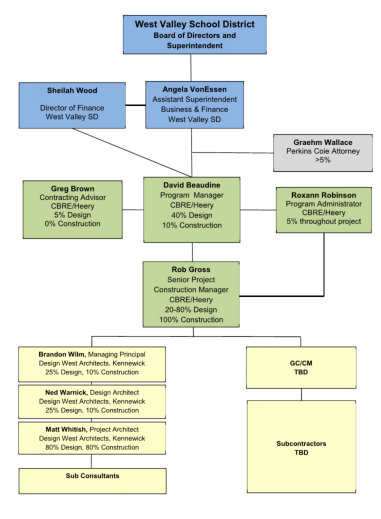 West Valley School District
Board of Directors and
Superintendent
Sheilah Wood
Director of Finance
West Valley SD
Angela VonEssen
Assistant Superintendent
Business & Finance
West Valley SD
Graehm Wallace
Perkins Coie Attorney
>5%
Greg Brown
Contracting Advisor
CBRE/Heery
5% Design
0% Construction
David Beaudine
Program Manager
CBRE/Heery
40% Design
10% Construction
Roxann Robinson
Program Administrator
CBRE/Heery
5% throughout project
Rob Gross
Senior Project
Construction Manager
CBRE/Heery
20-80% Design
100% Construction
Brandon Wilm, Managing Principal
Design West Architects, Kennewick
25% Design, 10% Construction
Ned Warnick, Design Architect
Design West Architects, Kennewick
25% Design, 10% Construction
Matt Whitish, Project Architect
Design West Architects, Kennewick
80% Design, 80% Construction
Sub Consultants
GC/CM
TBD
Subcontractors
TBD